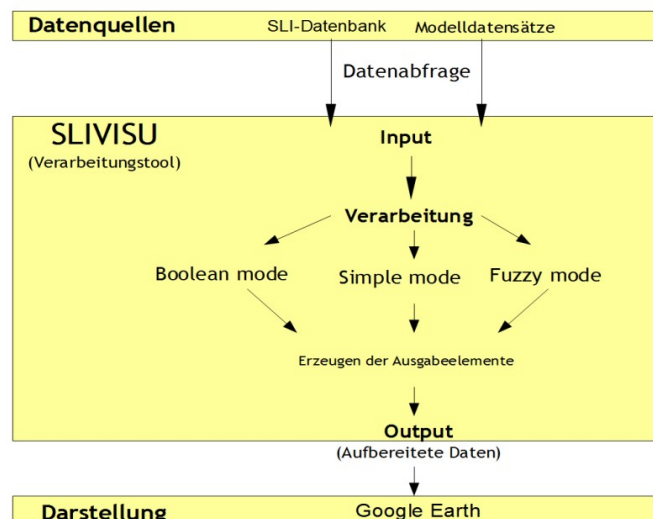 Datenquellen
SLI-Datenbank
Modelldatensätze
Datenabfrage
SLIVISU
(Verarbeitungstool)
Input
Verarbeitung
Boolean mode
Simple mode
Fuzzy mode
Erzeugen der Ausgabeelemente
Output
(Aufbereitete Daten)
Darstellung
Google Earth